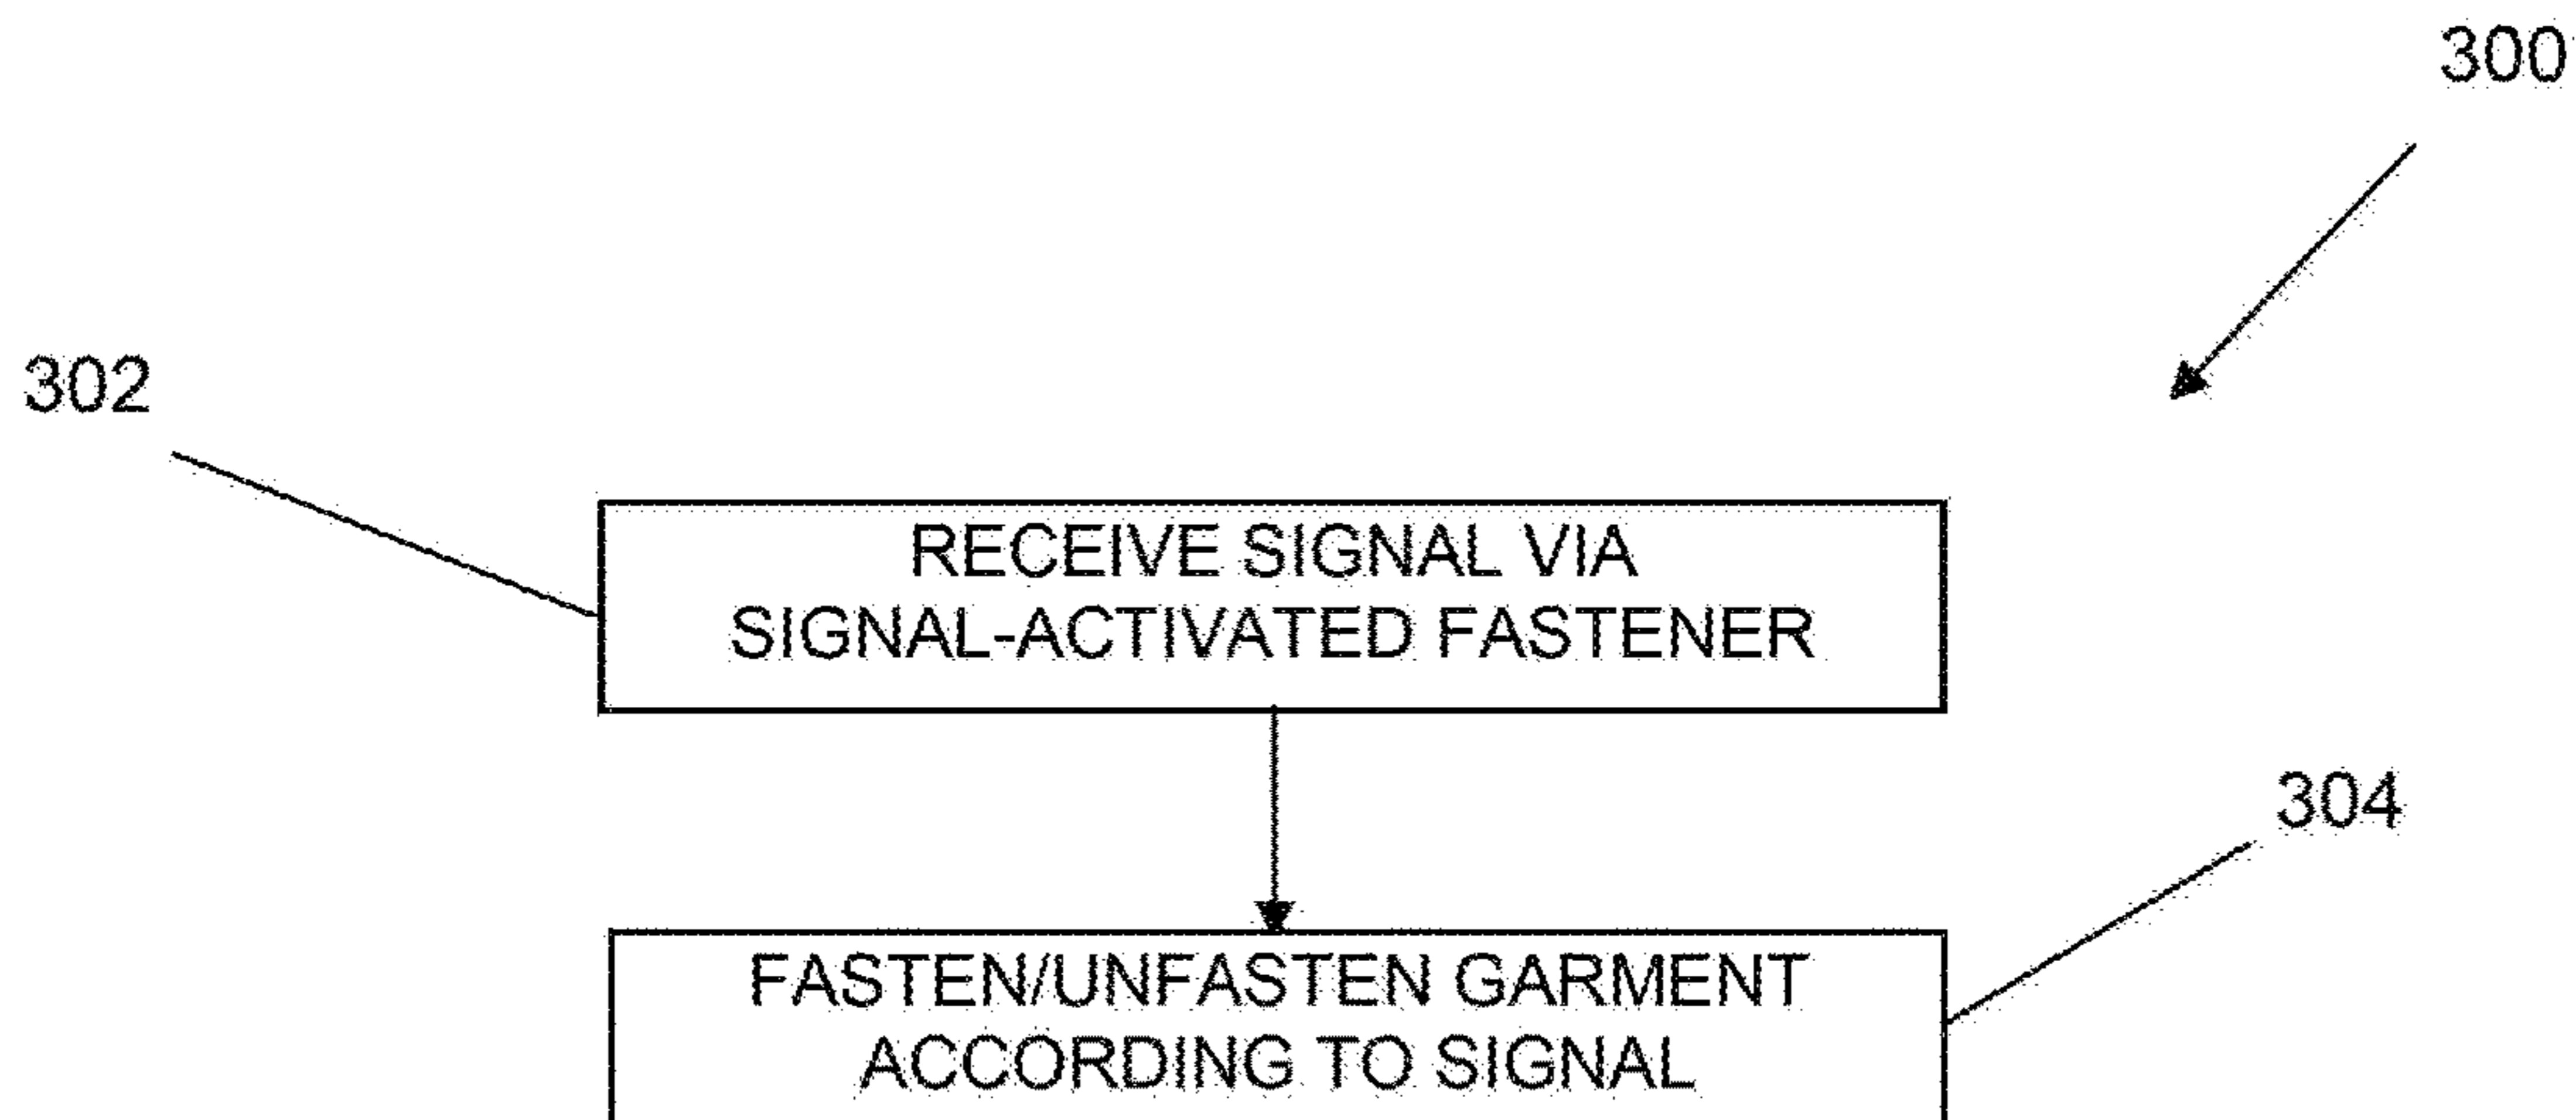 300
302
RECEIVE SIGNAL VIA
SIGNAL-ACTIVATED FASTENER
304
FASTEN/UNFASTEN GARMENT
ACCORDING TO SIGNAL